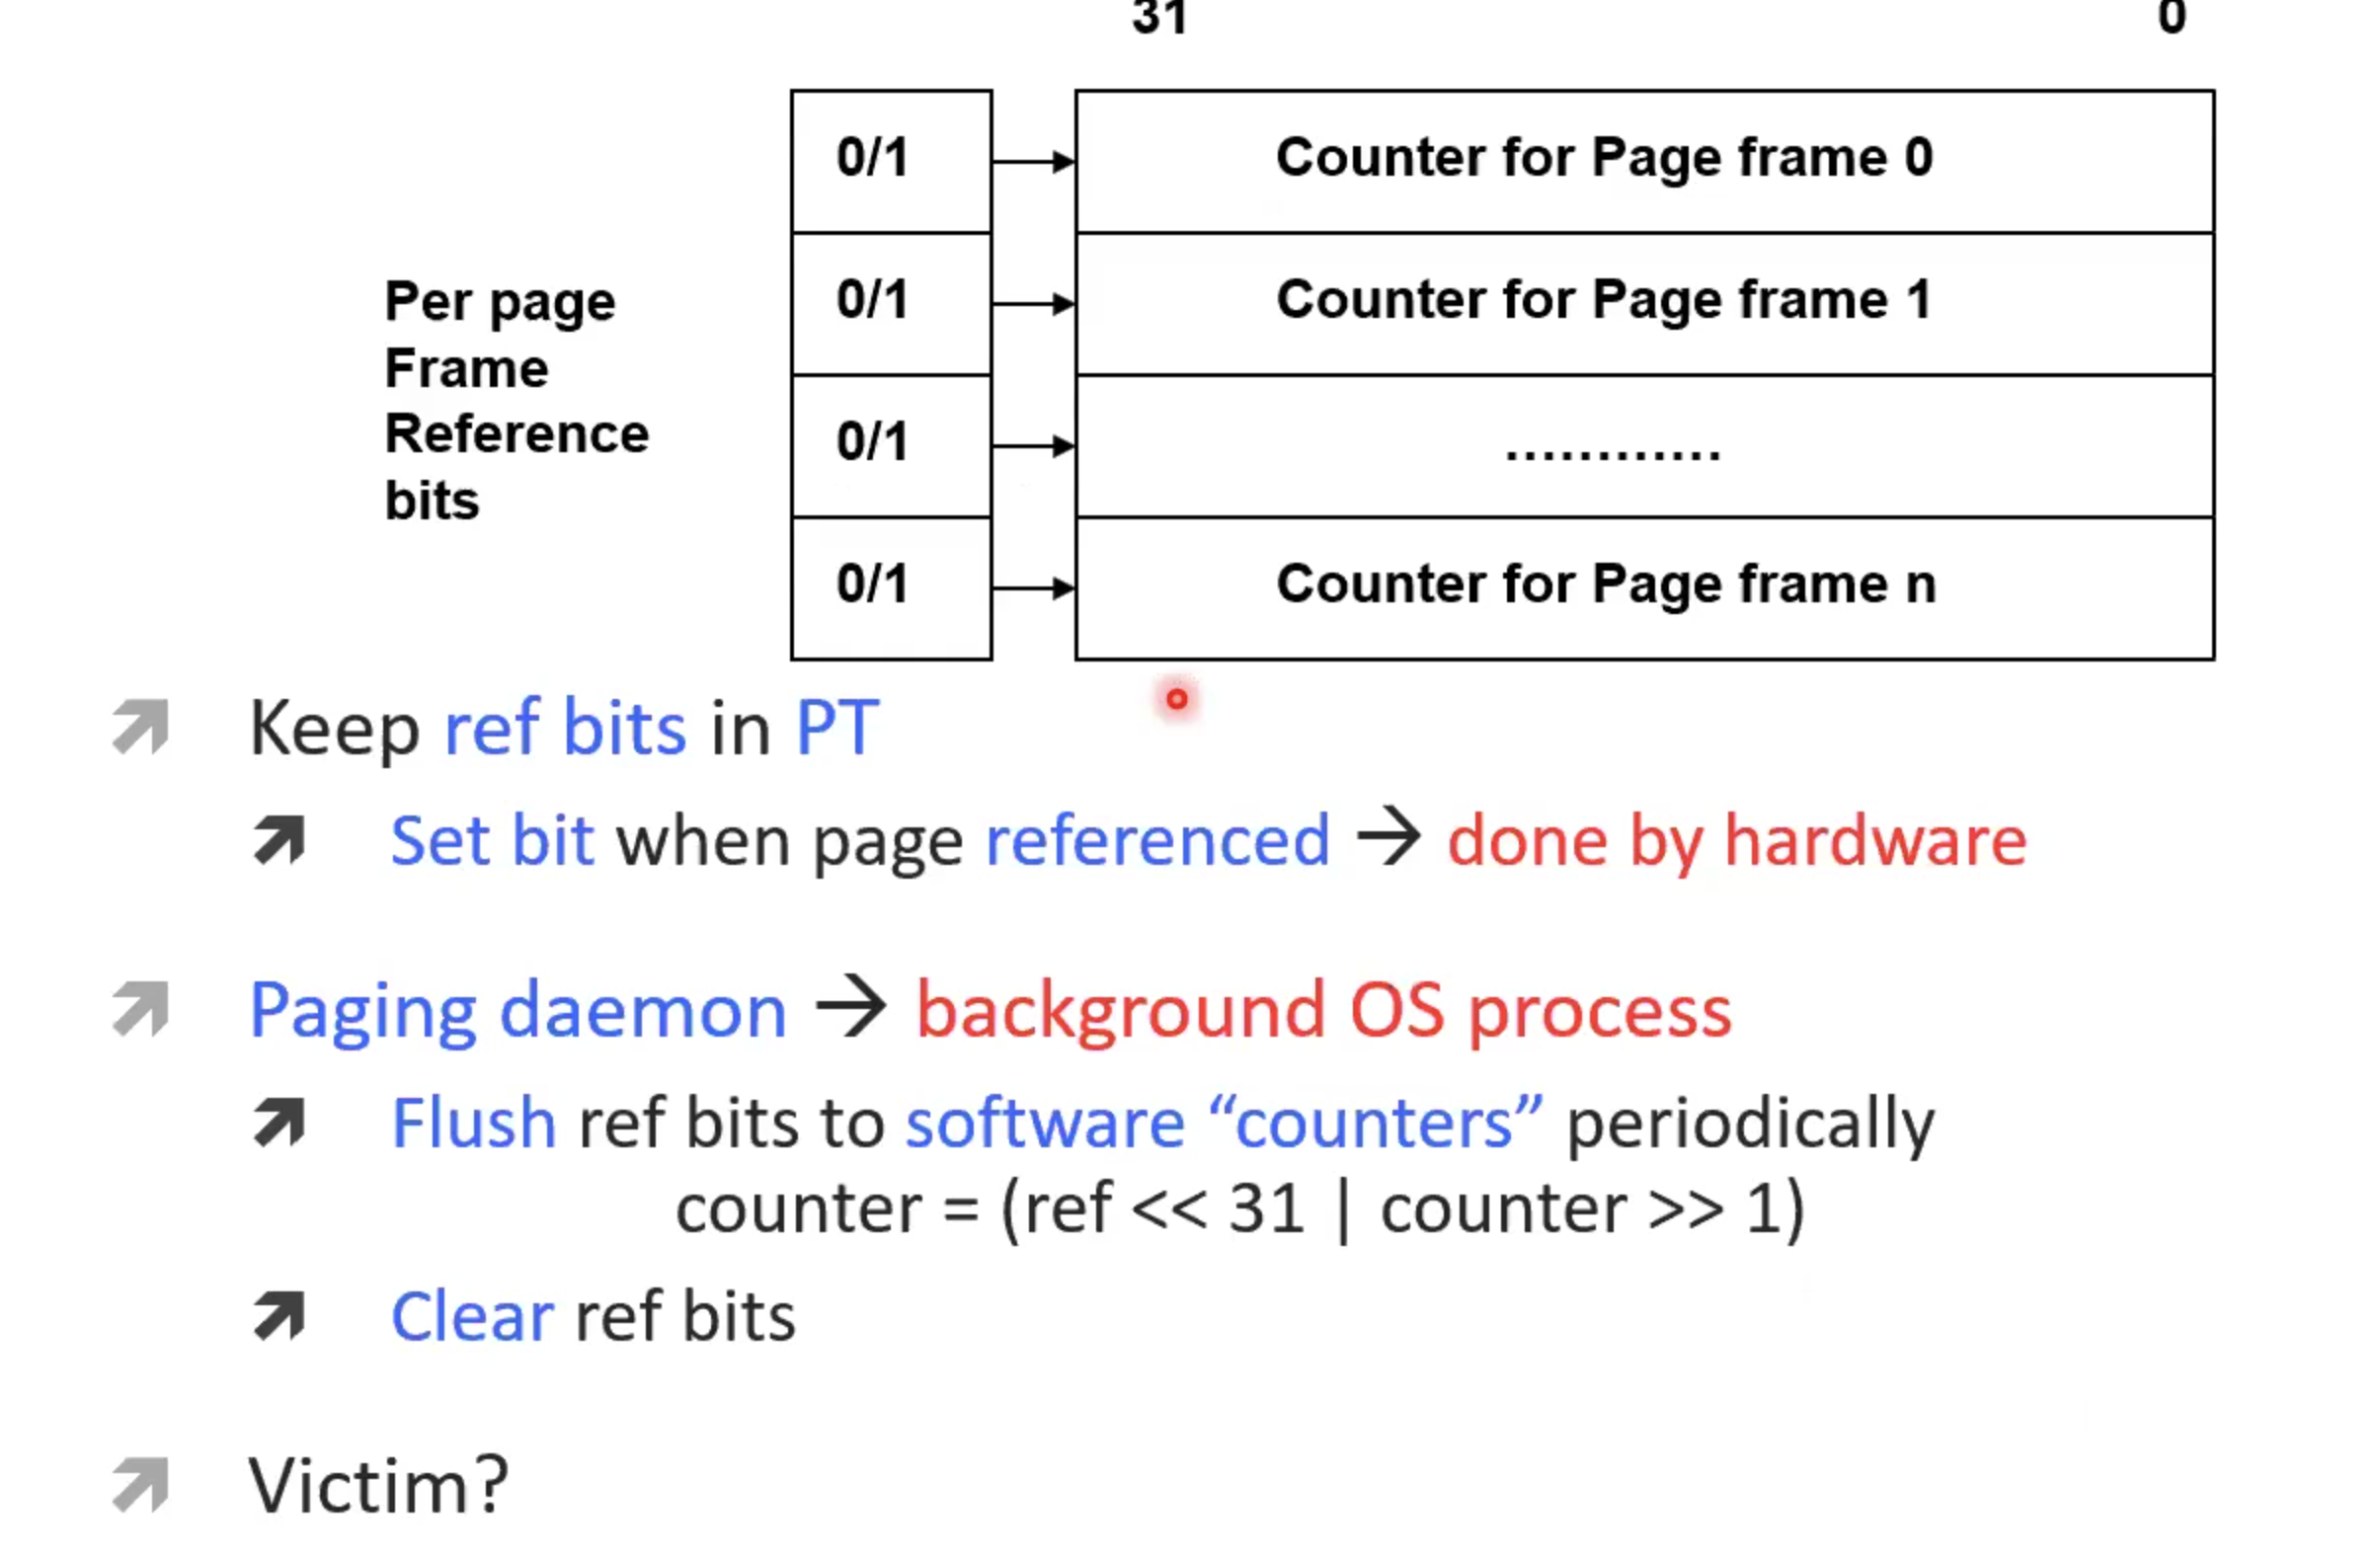 31 0
0/1 Counter for Page frame 0
0/1 Counter for Page frame 1
0/1 ............
0/1 Counter for Page frame n
Per page
Frame
Reference
bits
Keep ref bits in PT
Set bit when page referenced → done by hardware
Paging daemon → background OS process
Flush ref bits to software “counters” periodically
counter = (ref << 31 | counter >> 1)
Clear ref bits
Victim?